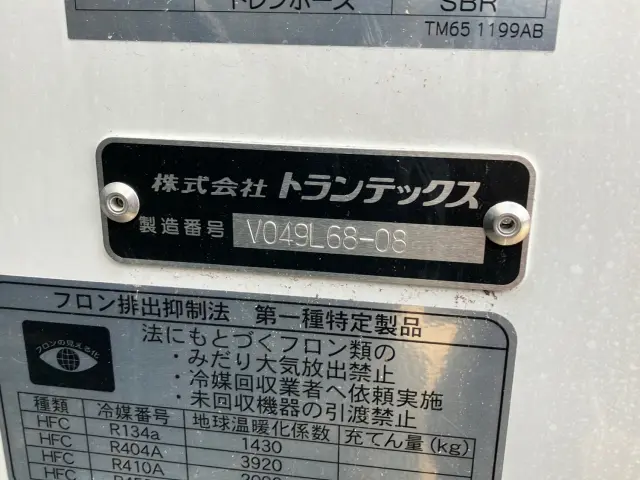 ドレンホース SBR
TM65 1199AB
株式会社 トランテックス
製造番号 V049L68-08
フロン排出抑制法 第一種特定製品
フロンの見える化
法にもとづくフロン類の
・みだり大気放出禁止
・冷媒回収業者へ依頼実施
・未回収機器の引渡禁止
種類 冷媒番号 地球温暖化係数 充てん量(kg)
HFC R134a 1430
HFC R404A 3920
HFC R410A
HFC